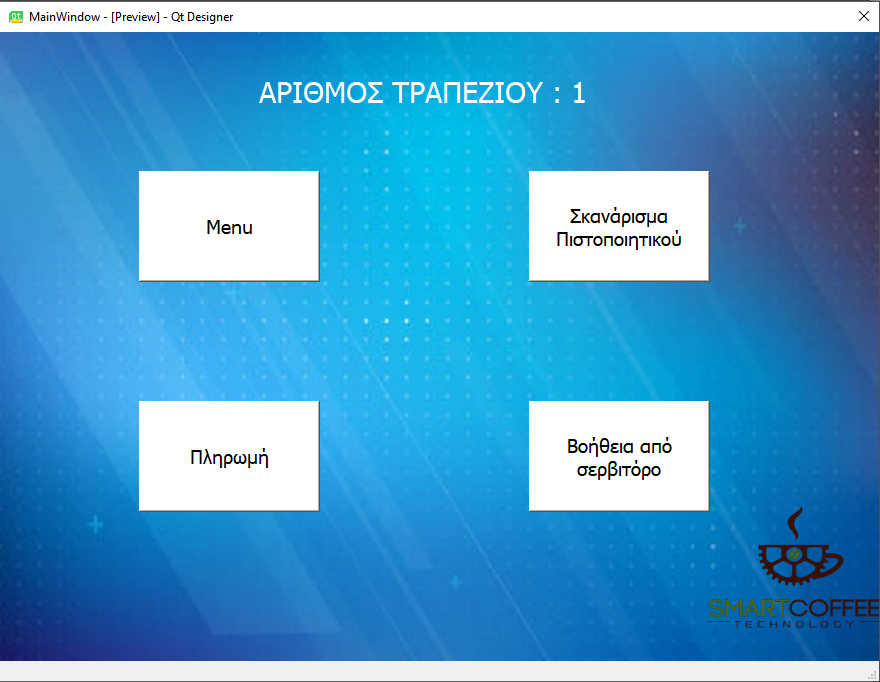 MainWindow - [Preview] - Qt Designer
ΑΡΙΘΜΟΣ ΤΡΑΠΕΖΙΟΥ : 1
Menu
Σκανάρισμα
Πιστοποιητικού
Πληρωμή
Βοήθεια από
σερβιτόρο
SMARTCOFFEE
TECHNOLOGY